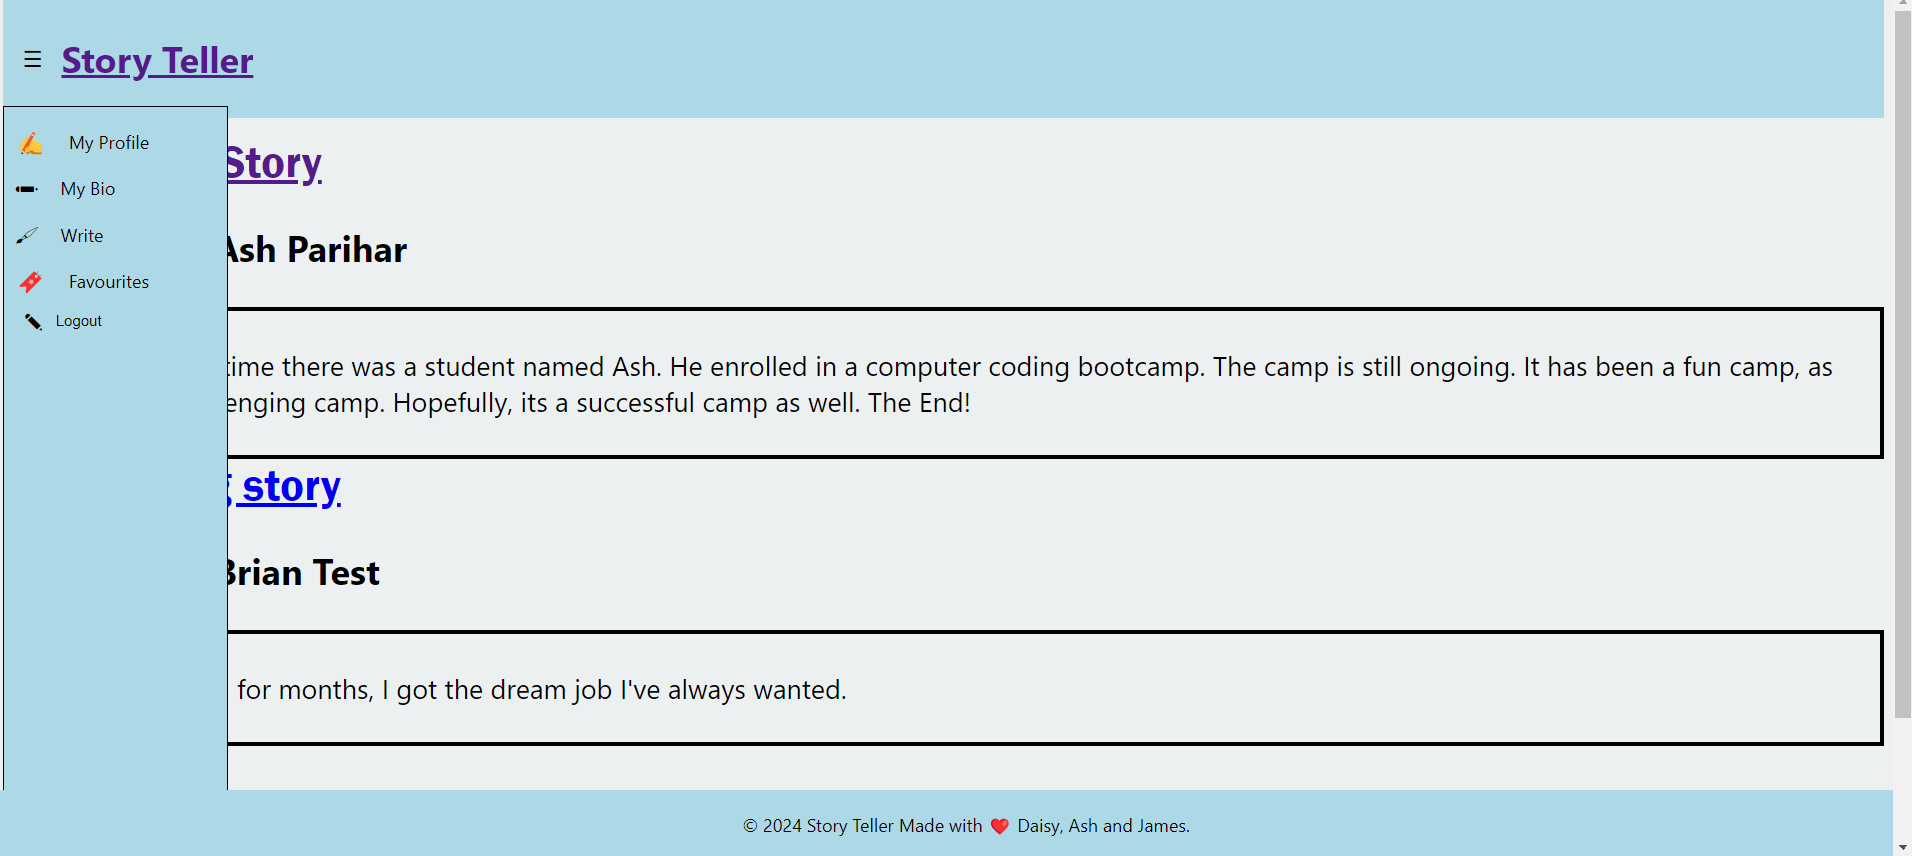 ☰ Story Teller
My Profile
My Bio
Write
Favourites
Logout
Story
Ash Parihar
time there was a student named Ash. He enrolled in a computer coding bootcamp. The camp is still ongoing. It has been a fun camp, as
enging camp. Hopefully, its a successful camp as well. The End!
story
Brian Test
for months, I got the dream job I've always wanted.
© 2024 Story Teller Made with ❤️ Daisy, Ash and James.